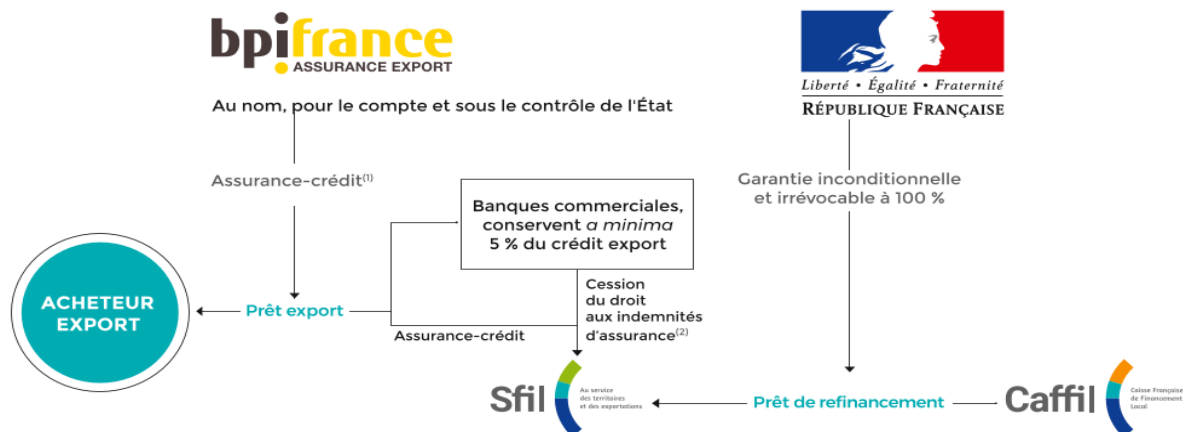 bpifrance
ASSURANCE EXPORT
Liberté • Égalité • Fraternité
RÉPUBLIQUE FRANÇAISE
Au nom, pour le compte et sous le contrôle de l'État
Assurance-crédit(1)
Garantie inconditionnelle
et irrévocable à 100 %
Banques commerciales,
conservent a minima
5 % du crédit export
ACHETEUR
EXPORT
Prêt export
Assurance-crédit
Cession
du droit
aux indemnités
d'assurance(2)
Sfil
Au service
des territoires
et des exportations
Prêt de refinancement
Caffil
Caisse Française
de Financement
Local